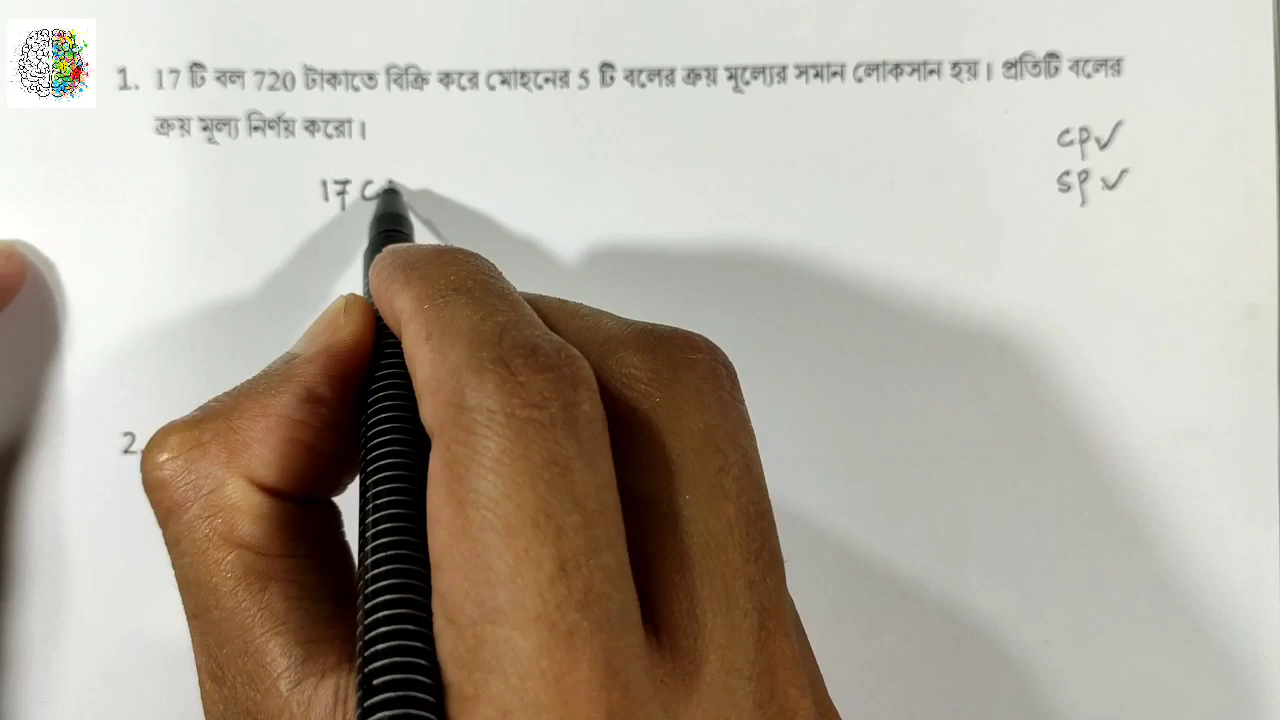 1. 17 টি বল 720 টাকাতে বিক্রি করে মোহনের 5 টি বলের ক্রয় মূল্যের সমান লোকসান হয়। প্রতিটি বলের
ক্রয় মূল্য নির্ণয় করো।
CP✓
SP✓
17 C
2.